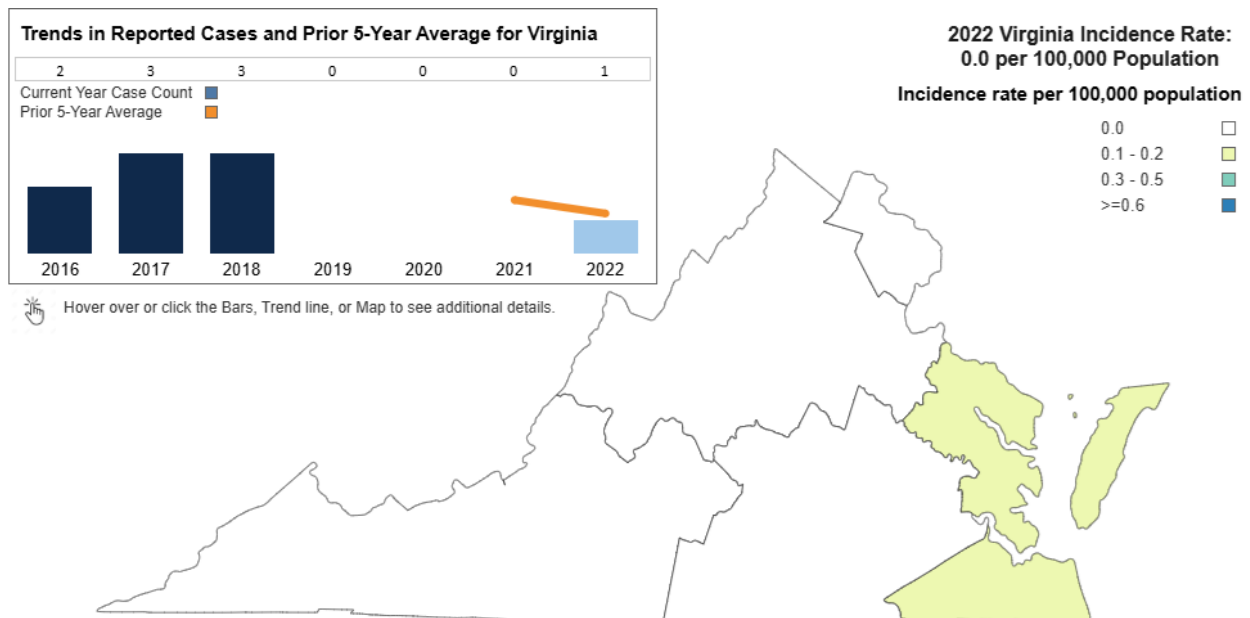 Trends in Reported Cases and Prior 5-Year Average for Virginia
2 3 3 0 0 0 1
Current Year Case Count
Prior 5-Year Average
2016 2017 2018 2019 2020 2021 2022
Hover over or click the Bars, Trend line, or Map to see additional details.
2022 Virginia Incidence Rate:
0.0 per 100,000 Population
Incidence rate per 100,000 population
0.0
0.1 - 0.2
0.3 - 0.5
>=0.6